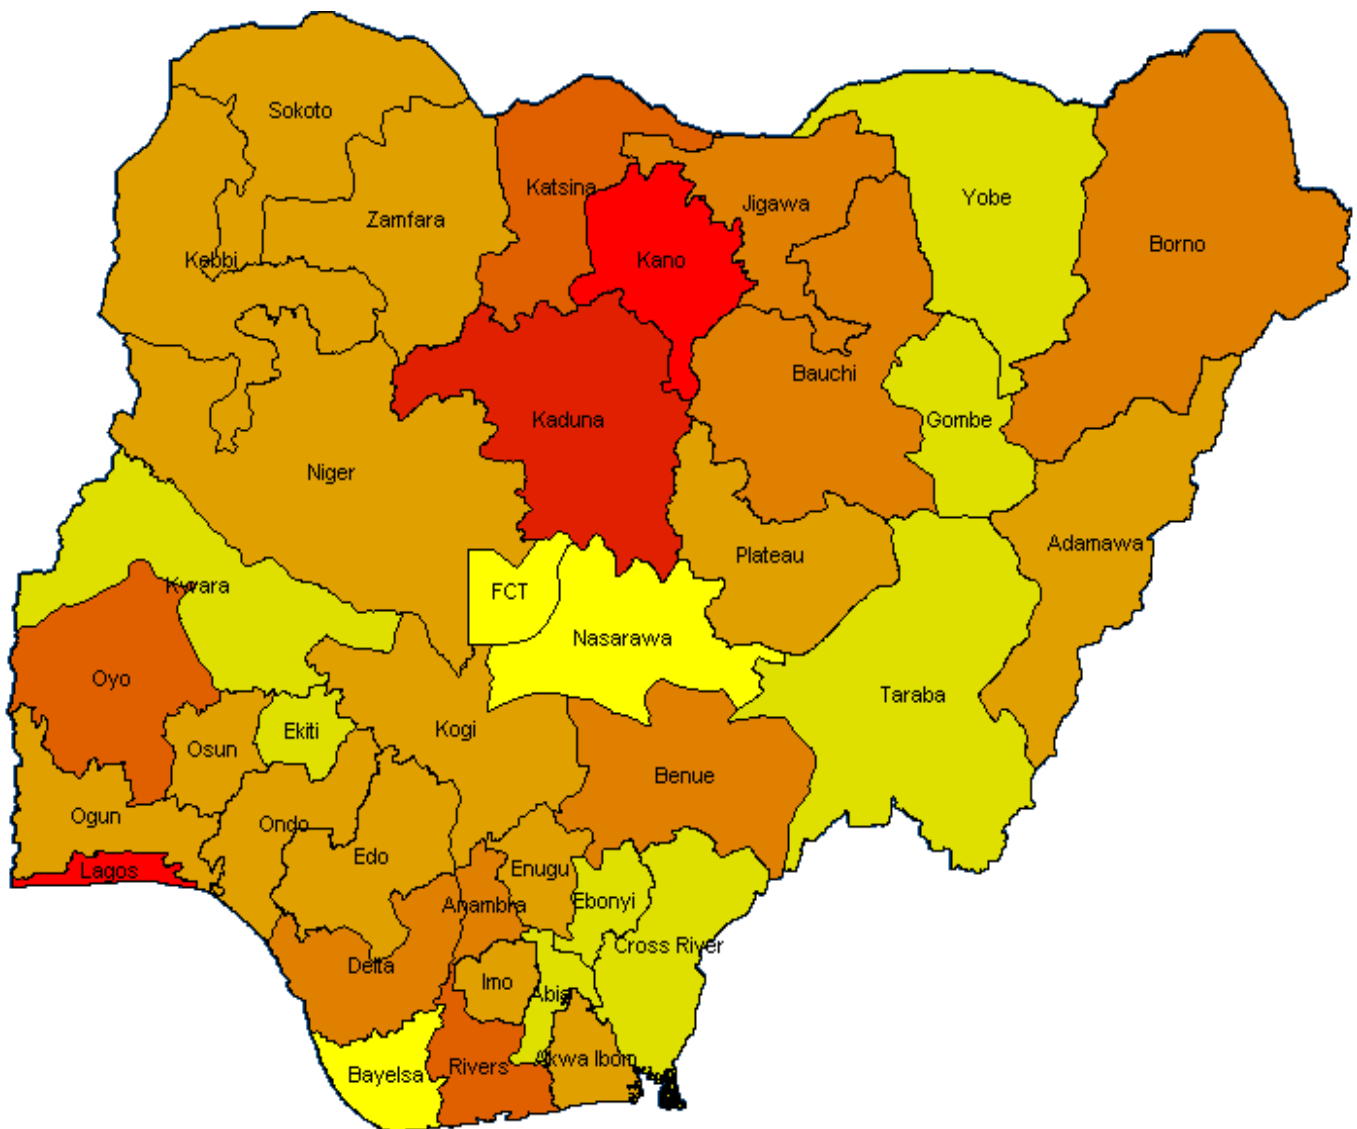 Sokoto
Katsina
Zamfara
Jigawa
Yobe
Borno
Kebbi
Kano
Bauchi
Kaduna
Gombe
Niger
Adamawa
Plateau
Kwara
FCT
Nasarawa
Oyo
Taraba
Kogi
Ekiti
Osun
Benue
Ogun
Ondo
Edo
Lagos
Enugu
Anambra
Ebonyi
Cross River
Delta
Imo
Abia
Akwa Ibom
Rivers
Bayelsa